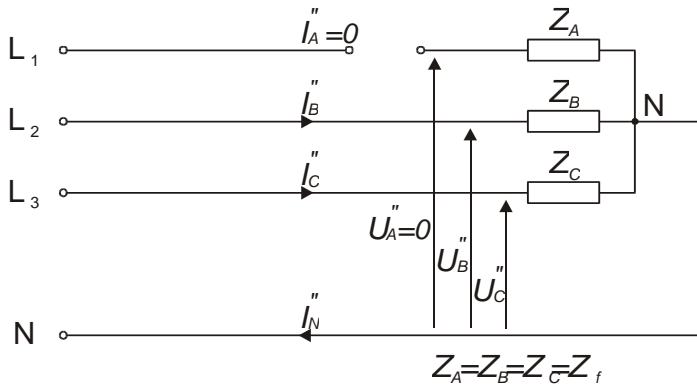 I"A=0 ZA
L1
I"B ZB N
L2
I"C ZC
L3
U"A=0
U"B
U"C
I"N
N
ZA=ZB=ZC=Zf